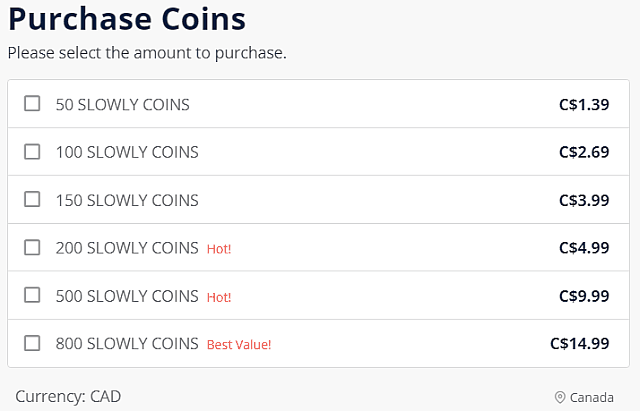 Purchase Coins
Please select the amount to purchase.
50 SLOWLY COINS C$1.39
100 SLOWLY COINS C$2.69
150 SLOWLY COINS C$3.99
200 SLOWLY COINS Hot! C$4.99
500 SLOWLY COINS Hot! C$9.99
800 SLOWLY COINS Best Value! C$14.99
Currency: CAD Canada